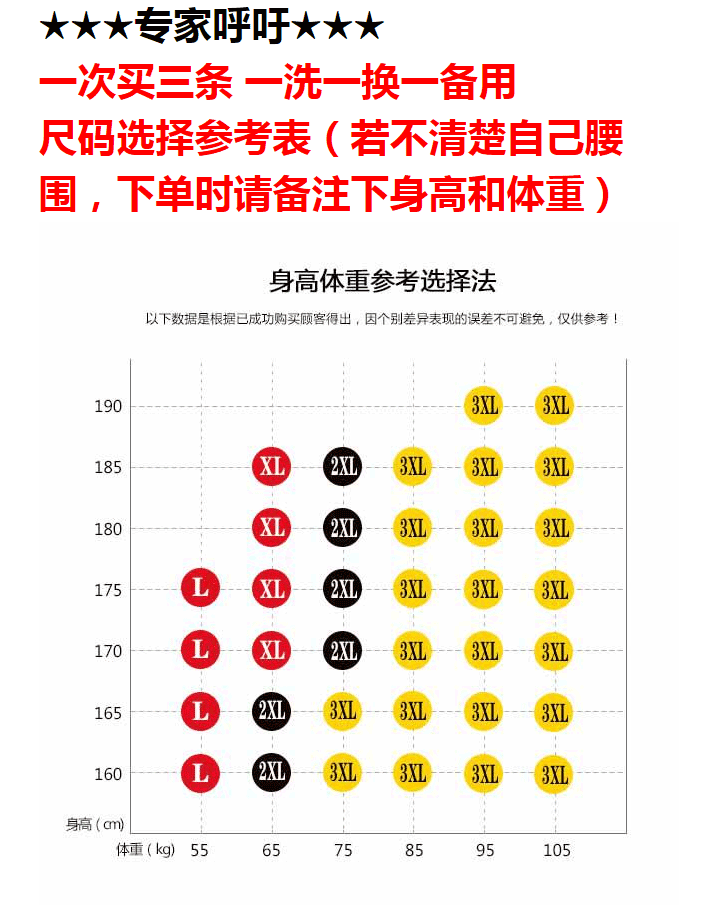 ★★★专家呼吁★★★
一次买三条 一洗一换一备用
尺码选择参考表（若不清楚自己腰
围，下单时请备注下身高和体重）
身高体重参考选择法
以下数据是根据已成功购买顾客得出，因个别差异表现的误差不可避免，仅供参考！
190 3XL 3XL
185 XL 2XL 3XL 3XL 3XL
180 XL 2XL 3XL 3XL 3XL
175 L XL 2XL 3XL 3XL 3XL
170 L XL 2XL 3XL 3XL 3XL
165 L 2XL 3XL 3XL 3XL 3XL
160 L 2XL 3XL 3XL 3XL 3XL
身高（cm）
体重（kg） 55 65 75 85 95 105